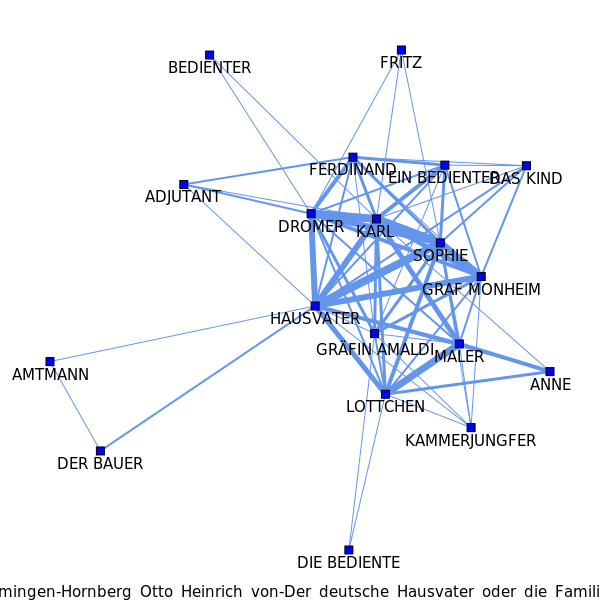 FRITZ
BEDIENTER
FERDINAND
EIN BEDIENTER
DAS KIND
ADJUTANT
DROMER
KARL
SOPHIE
GRAF MONHEIM
HAUSVATER
GRÄFIN AMALDI
MALER
AMTMANN
ANNE
LOTTCHEN
KAMMERJUNGFER
DER BAUER
DIE BEDIENTE
mingen-Hornberg Otto Heinrich von-Der deutsche Hausvater oder die Famili